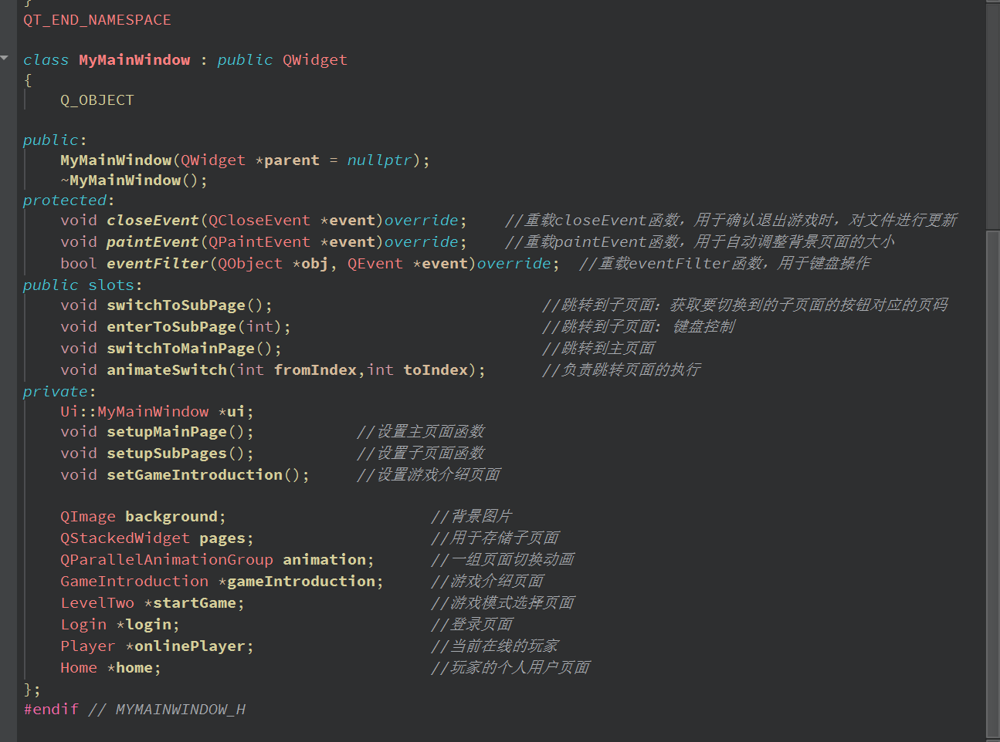 }
QT_END_NAMESPACE
class MyMainWindow : public QWidget
{
Q_OBJECT
public:
MyMainWindow(QWidget *parent = nullptr);
~MyMainWindow();
protected:
void closeEvent(QCloseEvent *event)override; //重载closeEvent函数，用于确认退出游戏时，对文件进行更新
void paintEvent(QPaintEvent *event)override; //重载paintEvent函数，用于自动调整背景页面的大小
bool eventFilter(QObject *obj, QEvent *event)override; //重载eventFilter函数，用于键盘操作
public slots:
void switchToSubPage(); //跳转到子页面：获取要切换到的子页面的按钮对应的页码
void enterToSubPage(int); //跳转到子页面: 键盘控制
void switchToMainPage(); //跳转到主页面
void animateSwitch(int fromIndex,int toIndex); //负责跳转页面的执行
private:
Ui::MyMainWindow *ui;
void setupMainPage(); //设置主页面函数
void setupSubPages(); //设置子页面函数
void setGameIntroduction(); //设置游戏介绍页面
QImage background; //背景图片
QStackedWidget pages; //用于存储子页面
QParallelAnimationGroup animation; //一组页面切换动画
GameIntroduction *gameIntroduction; //游戏介绍页面
LevelTwo *startGame; //游戏模式选择页面
Login *login; //登录页面
Player *onlinePlayer; //当前在线的玩家
Home *home; //玩家的个人用户页面
};
#endif // MYMAINWINDOW_H